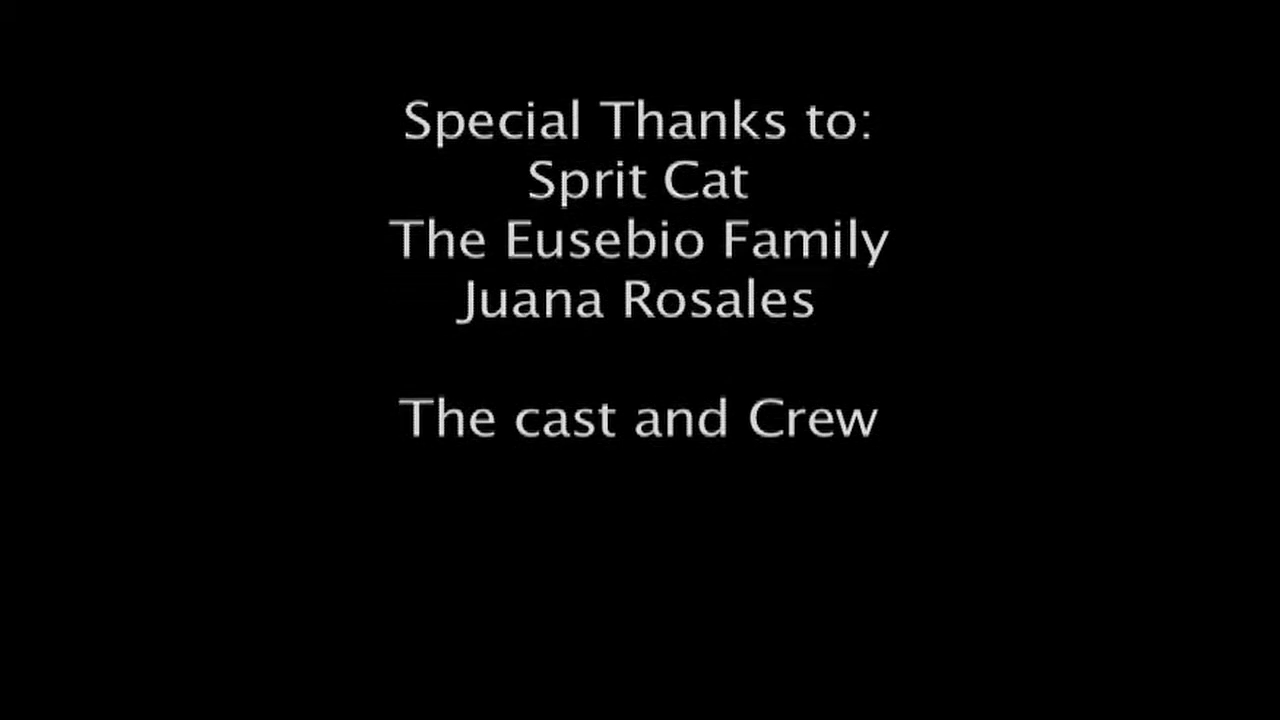 Special Thanks to:
Sprit Cat
The Eusebio Family
Juana Rosales
The cast and Crew